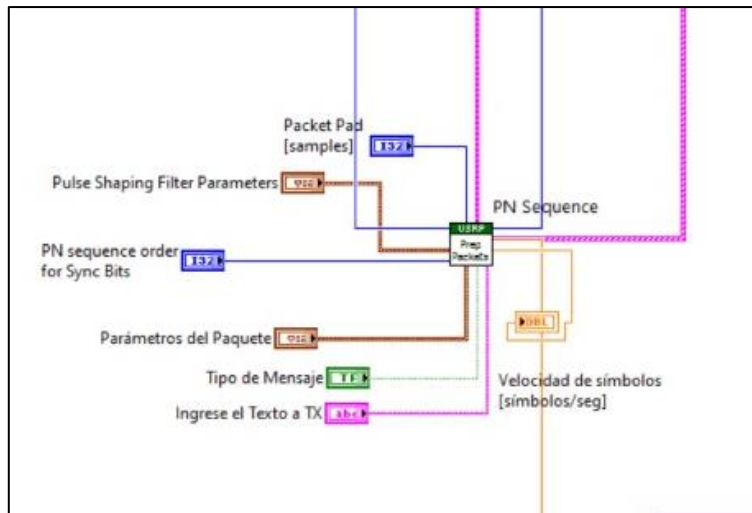 Packet Pad
[samples]
I32
Pulse Shaping Filter Parameters
PN Sequence
USRP
Prep
Packets
PN sequence order
for Sync Bits
I32
DBL
Parámetros del Paquete
Tipo de Mensaje
TF
Velocidad de símbolos
[símbolos/seg]
Ingrese el Texto a TX
abc